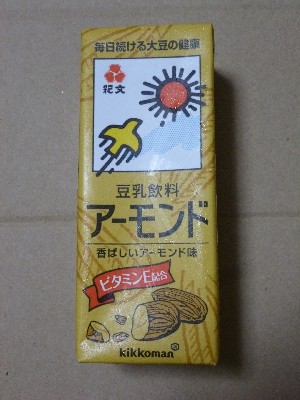 毎日続ける大豆の健康
紀文
豆乳飲料
アーモンド
香ばしいアーモンド味
ビタミンE配合
kikkoman®